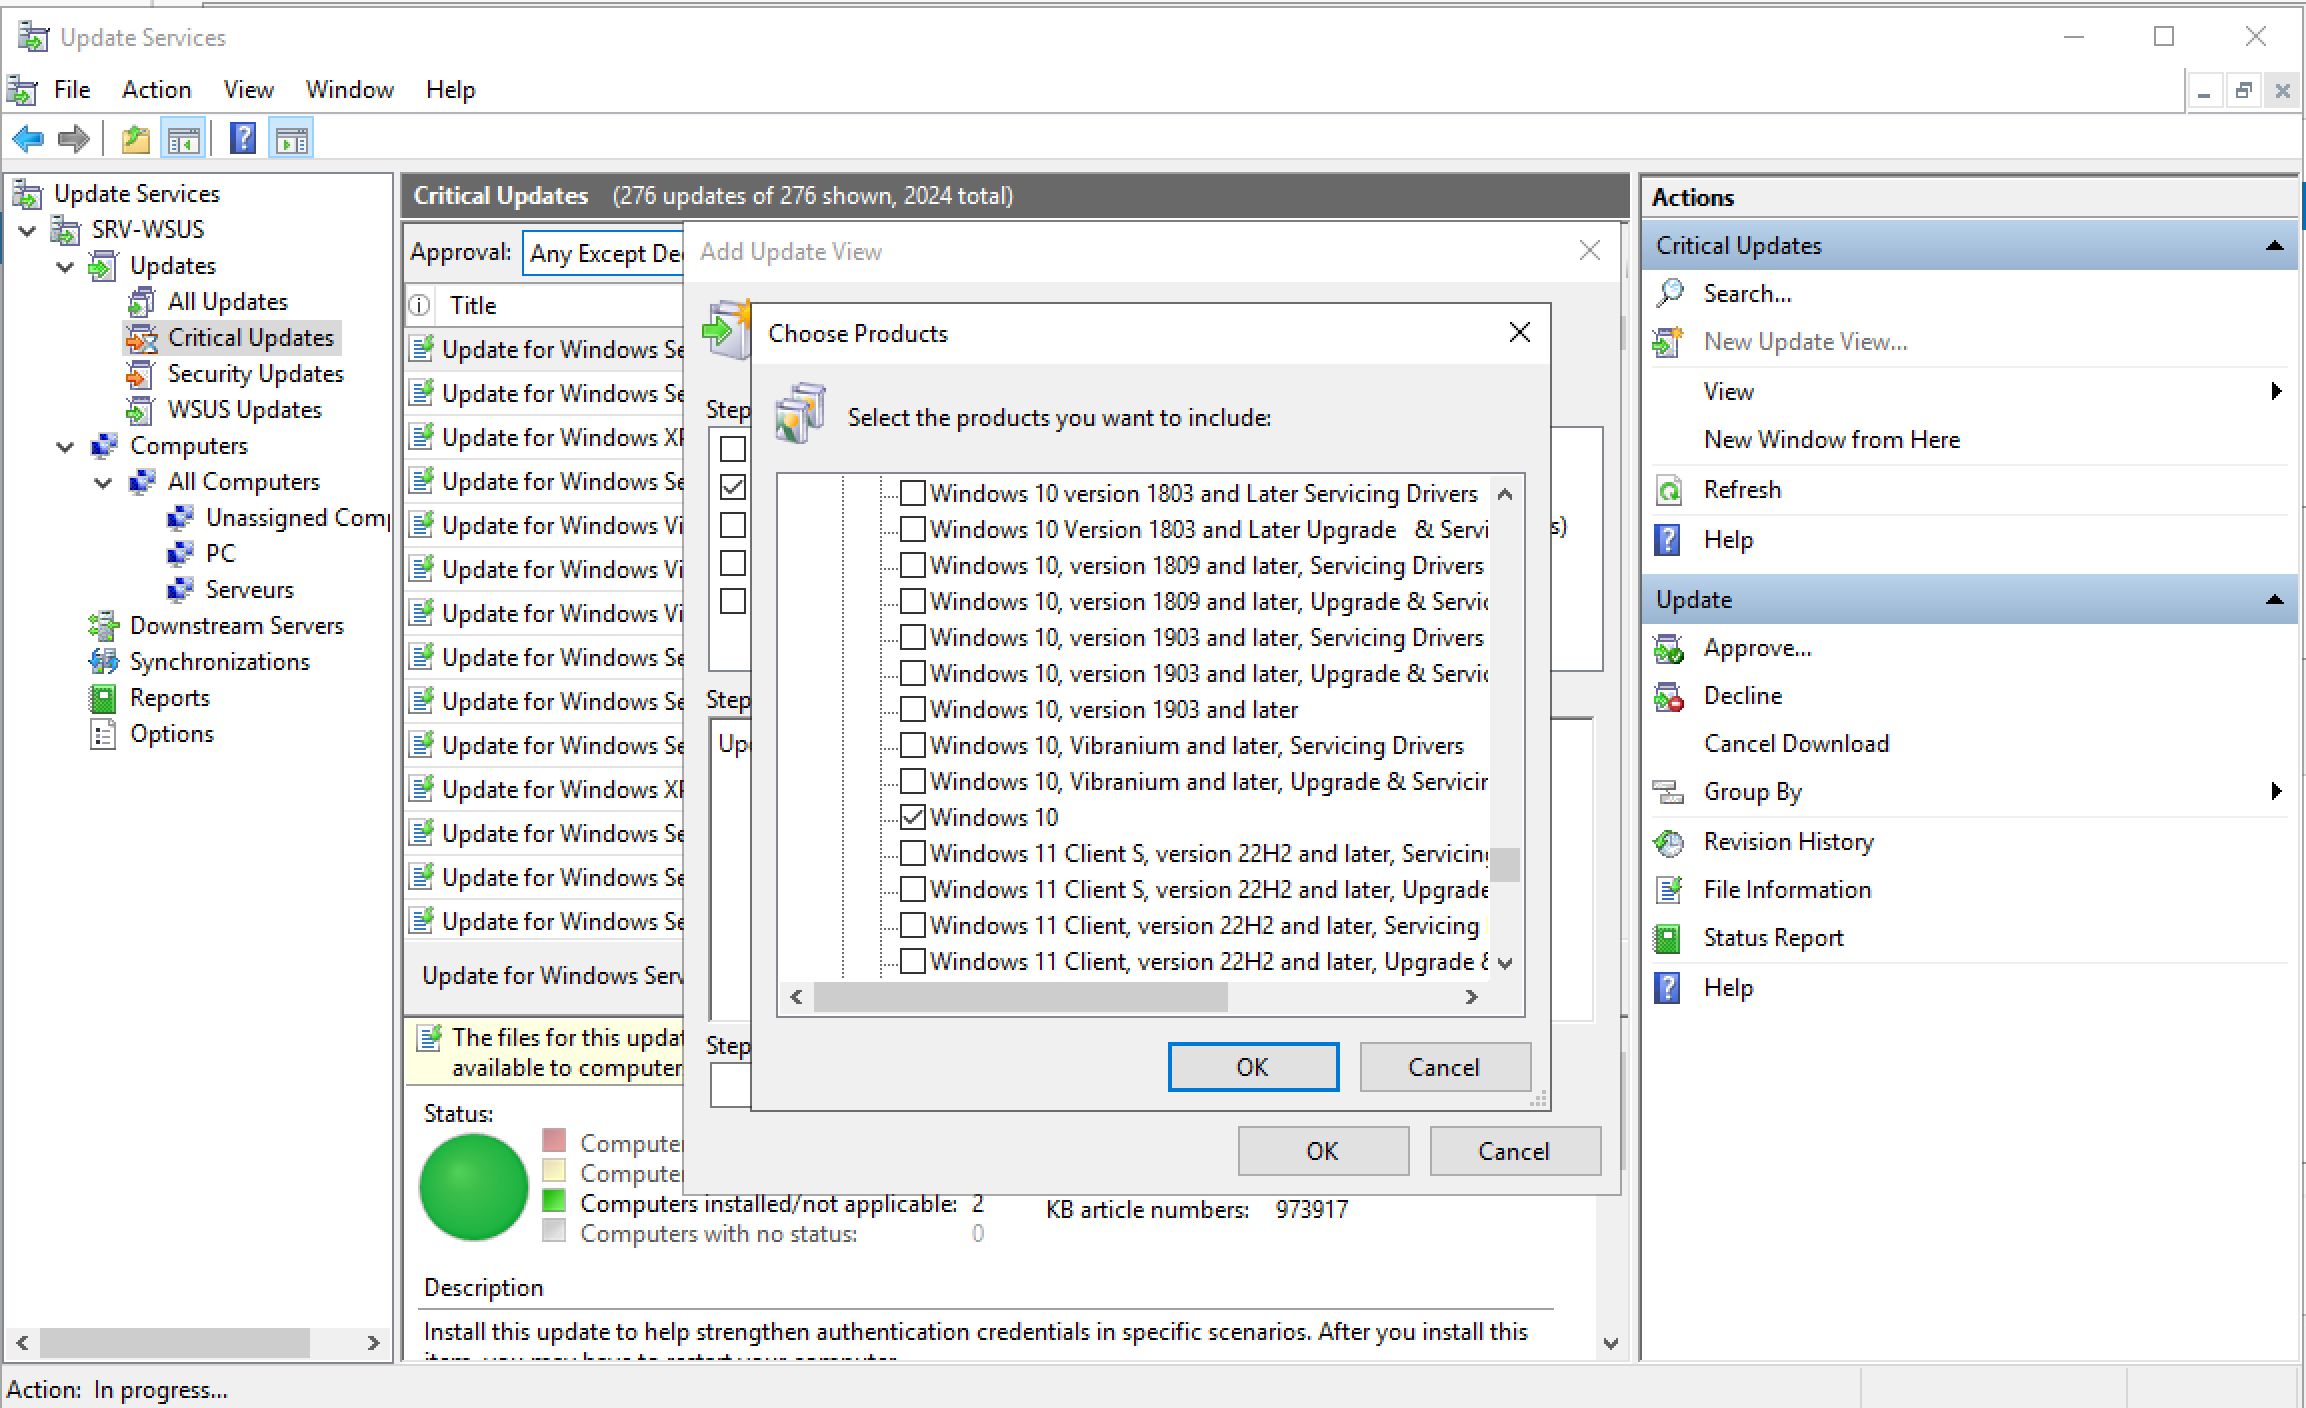 Update Services
File Action View Window Help
Update Services
SRV-WSUS
Updates
All Updates
Critical Updates
Security Updates
WSUS Updates
Computers
All Computers
Unassigned Com
PC
Serveurs
Downstream Servers
Synchronizations
Reports
Options
Critical Updates (276 updates of 276 shown, 2024 total)
Approval: Any Except De
Title
Update for Windows Se
Update for Windows Se
Update for Windows XP
Update for Windows Se
Update for Windows Vi
Update for Windows Vi
Update for Windows Vi
Update for Windows Se
Update for Windows Se
Update for Windows Se
Update for Windows XP
Update for Windows Se
Update for Windows Se
Update for Windows Se
Update for Windows Serv
The files for this updat
available to computer
Status:
Computer
Computer
Computers installed/not applicable: 2
Computers with no status: 0
KB article numbers: 973917
Description
Install this update to help strengthen authentication credentials in specific scenarios. After you install this
item, you may have to restart your computer.
Add Update View
Step
s)
Step
Up
Step
OK
Cancel
Choose Products
Select the products you want to include:
Windows 10 version 1803 and Later Servicing Drivers
Windows 10 Version 1803 and Later Upgrade & Servi
Windows 10, version 1809 and later, Servicing Drivers
Windows 10, version 1809 and later, Upgrade & Servic
Windows 10, version 1903 and later, Servicing Drivers
Windows 10, version 1903 and later, Upgrade & Servic
Windows 10, version 1903 and later
Windows 10, Vibranium and later, Servicing Drivers
Windows 10, Vibranium and later, Upgrade & Servicin
Windows 10
Windows 11 Client S, version 22H2 and later, Servicing
Windows 11 Client S, version 22H2 and later, Upgrade
Windows 11 Client, version 22H2 and later, Servicing
Windows 11 Client, version 22H2 and later, Upgrade &
OK
Cancel
Actions
Critical Updates
Search...
New Update View...
View
New Window from Here
Refresh
Help
Update
Approve...
Decline
Cancel Download
Group By
Revision History
File Information
Status Report
Help
Action: In progress...